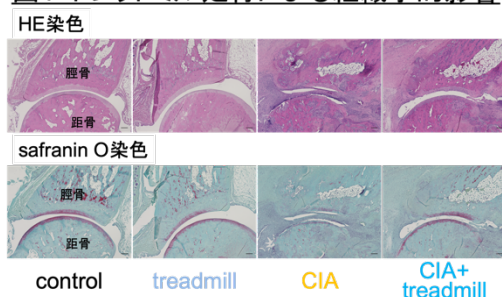 HE染色
脛骨
距骨
safranin O染色
脛骨
距骨
control
treadmill
CIA
CIA+
treadmill